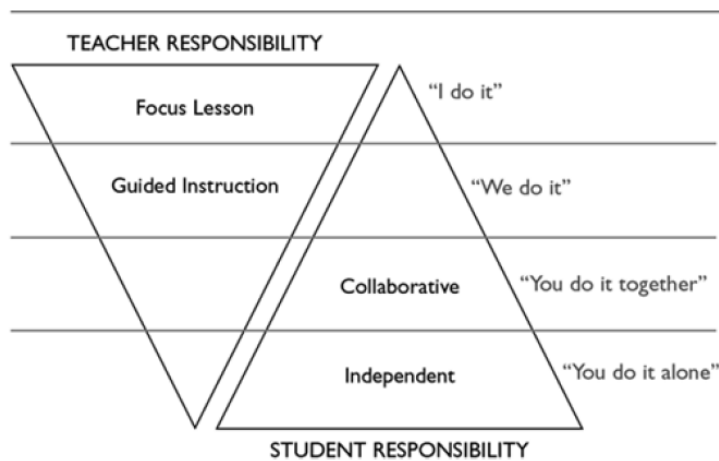 TEACHER RESPONSIBILITY
Focus Lesson
“I do it”
Guided Instruction
“We do it”
Collaborative
“You do it together”
Independent
“You do it alone”
STUDENT RESPONSIBILITY